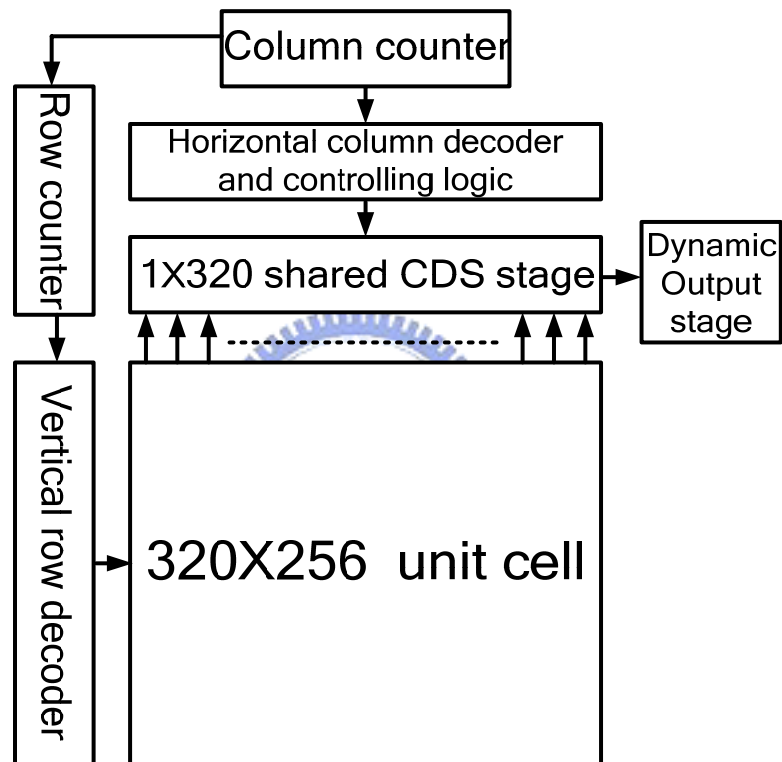 Column counter
Row counter
Horizontal column decoder
and controlling logic
1X320 shared CDS stage
Dynamic
Output
stage
Vertical row decoder
320X256 unit cell